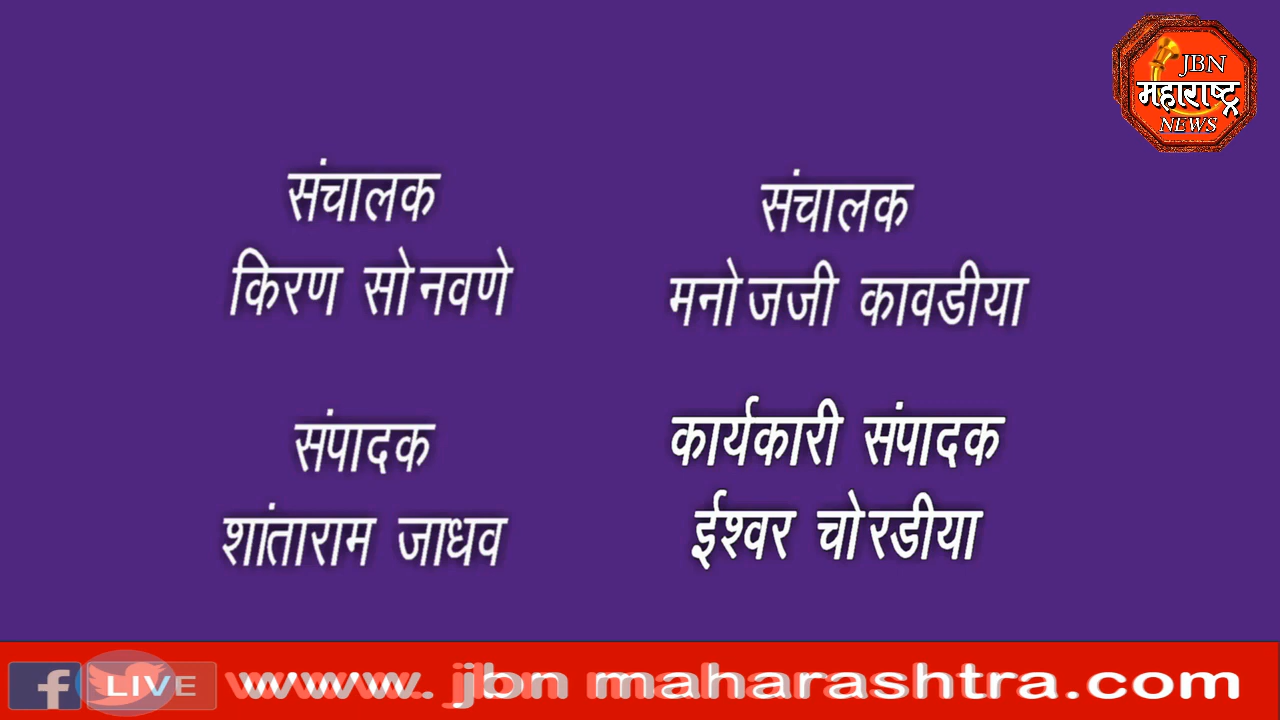 JBN
महाराष्ट्र
NEWS
संचालक
किरण सोनवणे
संचालक
मनोजजी कावडीया
संपादक
शांताराम जाधव
कार्यकारी संपादक
ईश्वर चोरडीया
f LIVE www. jbn maharashtra.com